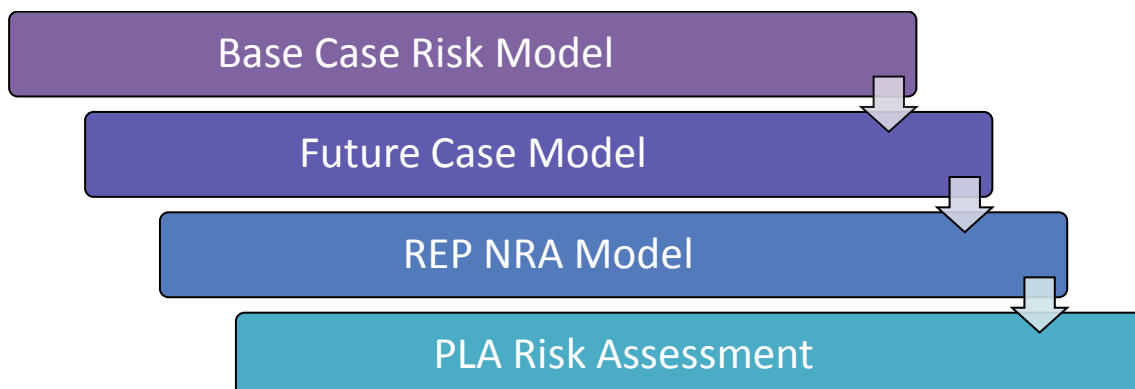 Base Case Risk Model
Future Case Model
REP NRA Model
PLA Risk Assessment